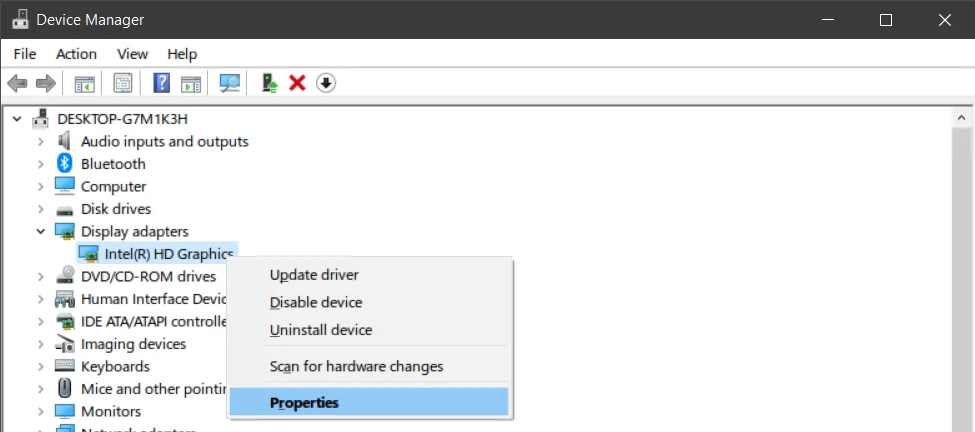 Device Manager
File Action View Help
DESKTOP-G7M1K3H
Audio inputs and outputs
Bluetooth
Computer
Disk drives
Display adapters
Intel(R) HD Graphics
DVD/CD-ROM drives
Update driver
Human Interface Devic
Disable device
IDE ATA/ATAPI controlle
Uninstall device
Imaging devices
Keyboards
Scan for hardware changes
Mice and other pointin
Properties
Monitors
Network adapters